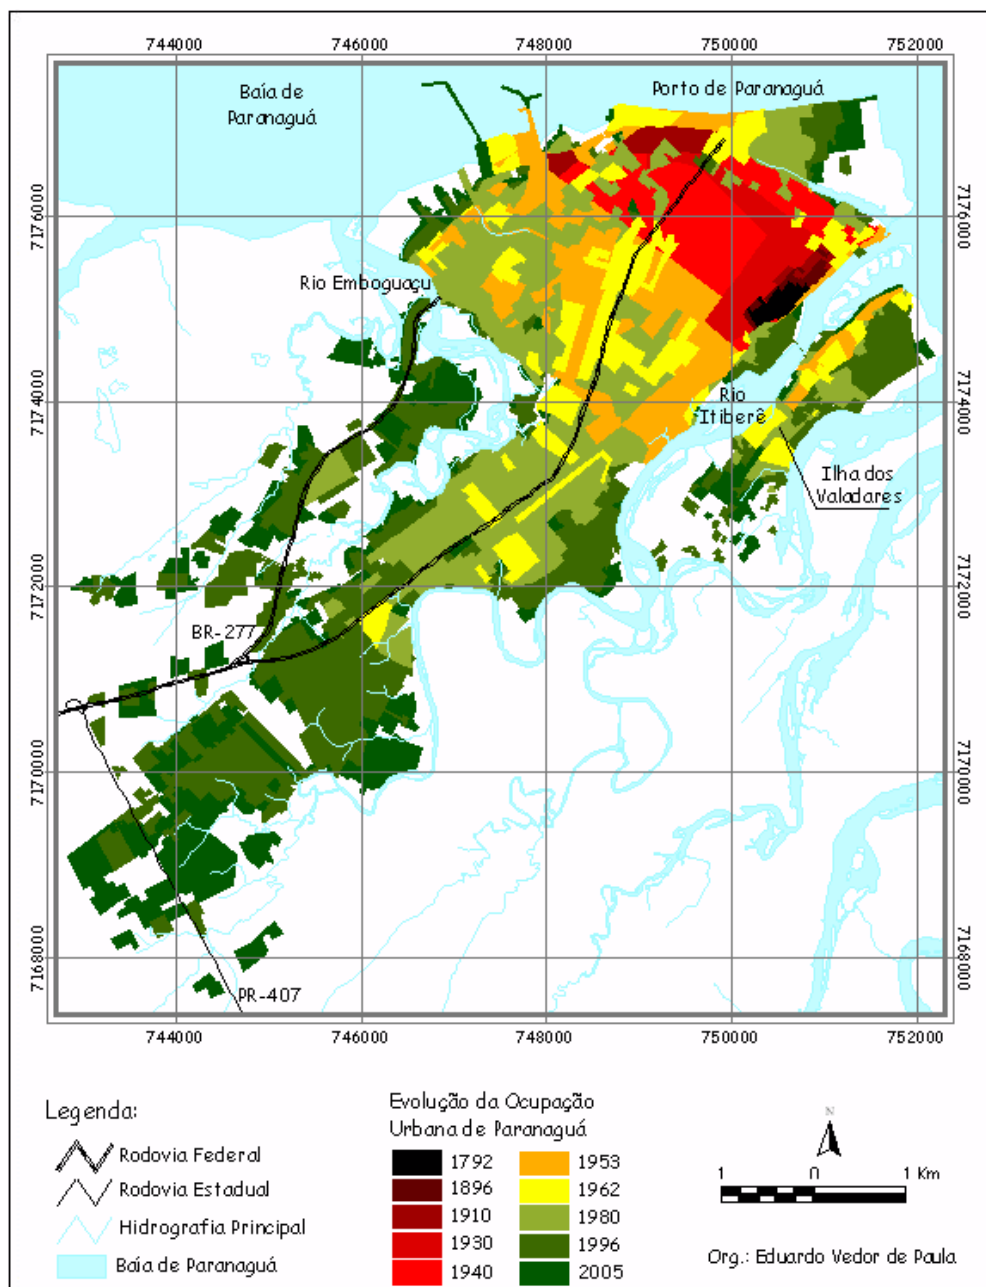 744000 746000 748000 750000 752000
Baía de
Paranaguá
Porto de Paranaguá
7176000
7176000
Rio Emboguaçu
7174000
7174000
Rio
Itiberê
Ilha dos
Valadares
7172000
7172000
BR-277
7170000
7170000
7168000
7168000
PR-407
744000 746000 748000 750000 752000
Legenda:
Rodovia Federal
Rodovia Estadual
Hidrografia Principal
Baía de Paranaguá
Evolução da Ocupação
Urbana de Paranaguá
1792 1953
1896 1962
1910 1980
1930 1996
1940 2005
N
1 0 1 Km
Org.: Eduardo Vedor de Paula